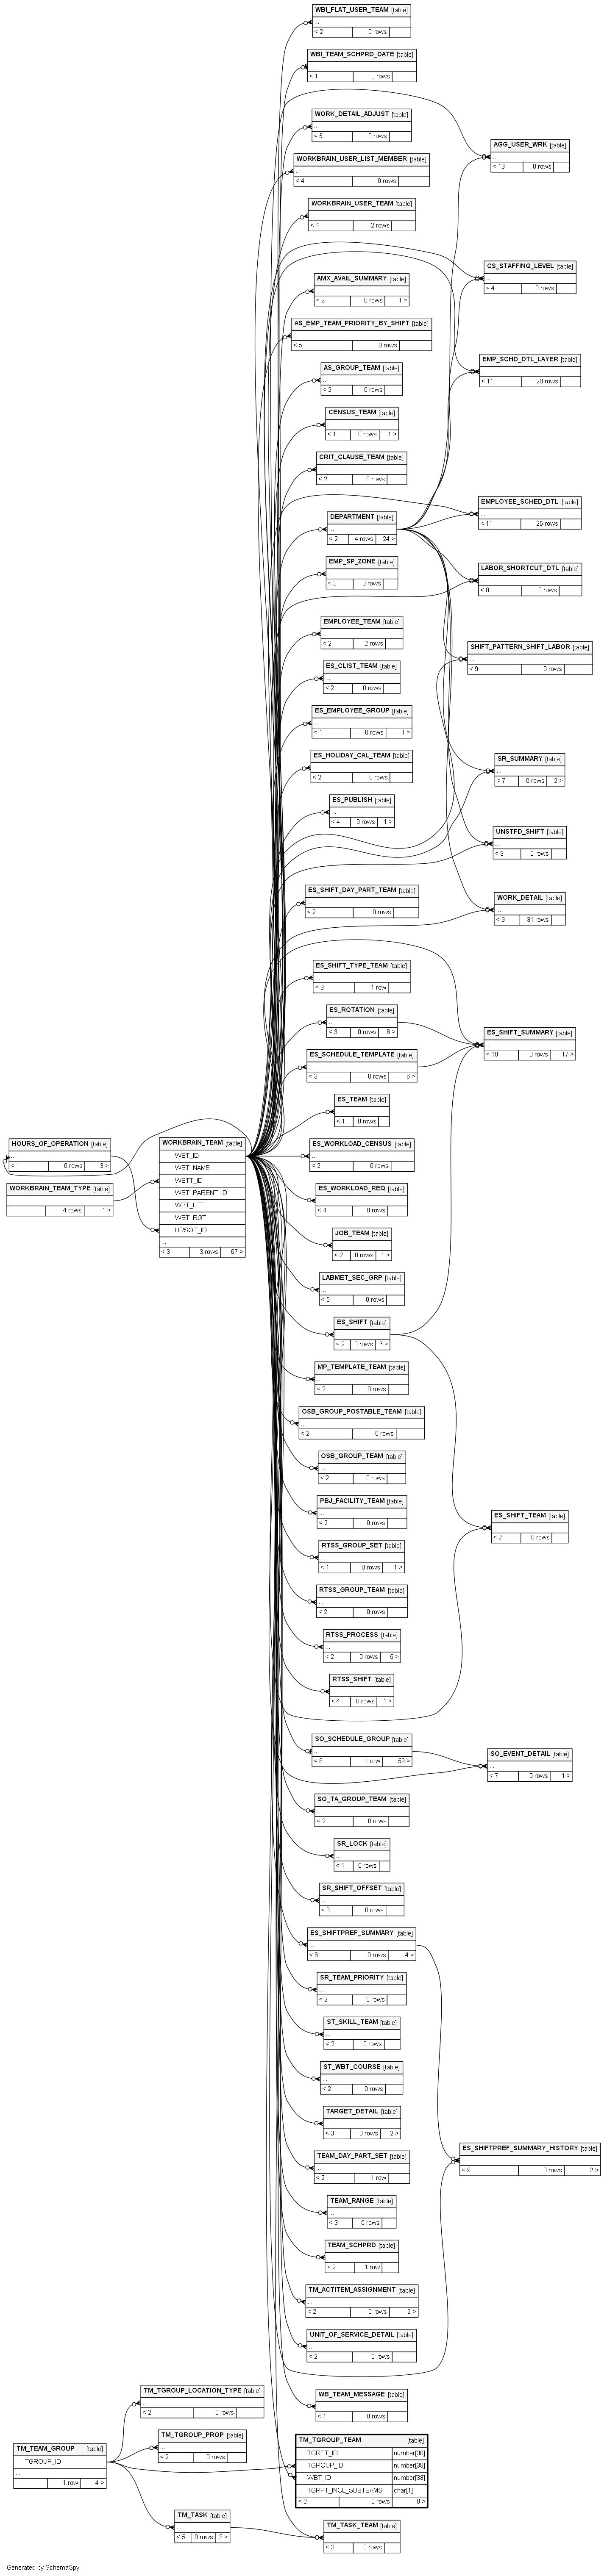 WBI_FLAT_USER_TEAM [table]
...
< 2 0 rows
WBI_TEAM_SCHPRD_DATE [table]
...
< 1 0 rows
WORK_DETAIL_ADJUST [table]
...
< 5 0 rows
AGG_USER_WRK [table]
...
< 13 0 rows
WORKBRAIN_USER_LIST_MEMBER [table]
...
< 4 0 rows
WORKBRAIN_USER_TEAM [table]
...
< 4 2 rows
CS_STAFFING_LEVEL [table]
...
< 4 0 rows
AMX_AVAIL_SUMMARY [table]
...
< 2 0 rows 1 >
AS_EMP_TEAM_PRIORITY_BY_SHIFT [table]
...
< 5 0 rows
EMP_SCHD_DTL_LAYER [table]
...
< 11 20 rows
AS_GROUP_TEAM [table]
...
< 2 0 rows
CENSUS_TEAM [table]
...
< 1 0 rows 1 >
CRIT_CLAUSE_TEAM [table]
...
< 2 0 rows
EMPLOYEE_SCHED_DTL [table]
...
< 11 25 rows
DEPARTMENT [table]
...
< 2 4 rows 24 >
EMP_SP_ZONE [table]
...
< 3 0 rows
LABOR_SHORTCUT_DTL [table]
...
< 8 0 rows
EMPLOYEE_TEAM [table]
...
< 2 2 rows
SHIFT_PATTERN_SHIFT_LABOR [table]
...
< 9 0 rows
ES_CLIST_TEAM [table]
...
< 2 0 rows
ES_EMPLOYEE_GROUP [table]
...
< 1 0 rows 1 >
ES_HOLIDAY_CAL_TEAM [table]
...
< 2 0 rows
SR_SUMMARY [table]
...
< 7 0 rows 2 >
ES_PUBLISH [table]
...
< 4 0 rows 1 >
UNSTFD_SHIFT [table]
...
< 9 0 rows
ES_SHIFT_DAY_PART_TEAM [table]
...
< 2 0 rows
WORK_DETAIL [table]
...
< 9 31 rows
ES_SHIFT_TYPE_TEAM [table]
...
< 3 1 row
ES_ROTATION [table]
...
< 3 0 rows 6 >
ES_SHIFT_SUMMARY [table]
...
< 10 0 rows 17 >
ES_SCHEDULE_TEMPLATE [table]
...
< 3 0 rows 6 >
ES_TEAM [table]
...
< 1 0 rows
HOURS_OF_OPERATION [table]
...
< 1 0 rows 3 >
WORKBRAIN_TEAM_TYPE [table]
...
4 rows 1 >
WORKBRAIN_TEAM [table]
WBT_ID
WBT_NAME
WBTT_ID
WBT_PARENT_ID
WBT_LFT
WBT_RGT
HRSOP_ID
...
< 3 3 rows 67 >
ES_WORKLOAD_CENSUS [table]
...
< 2 0 rows
ES_WORKLOAD_REQ [table]
...
< 4 0 rows
JOB_TEAM [table]
...
< 2 0 rows 1 >
LABMET_SEC_GRP [table]
...
< 5 0 rows
ES_SHIFT [table]
...
< 2 0 rows 6 >
MP_TEMPLATE_TEAM [table]
...
< 2 0 rows
OSB_GROUP_POSTABLE_TEAM [table]
...
< 2 0 rows
OSB_GROUP_TEAM [table]
...
< 2 0 rows
PBJ_FACILITY_TEAM [table]
...
< 2 0 rows
ES_SHIFT_TEAM [table]
...
< 2 0 rows
RTSS_GROUP_SET [table]
...
< 1 0 rows 1 >
RTSS_GROUP_TEAM [table]
...
< 2 0 rows
RTSS_PROCESS [table]
...
< 2 0 rows 5 >
RTSS_SHIFT [table]
...
< 4 0 rows 1 >
SO_SCHEDULE_GROUP [table]
...
< 8 1 row 59 >
SO_EVENT_DETAIL [table]
...
< 7 0 rows 1 >
SO_TA_GROUP_TEAM [table]
...
< 2 0 rows
SR_LOCK [table]
...
< 1 0 rows
SR_SHIFT_OFFSET [table]
...
< 3 0 rows
ES_SHIFTPREF_SUMMARY [table]
...
< 8 0 rows 4 >
SR_TEAM_PRIORITY [table]
...
< 2 0 rows
ST_SKILL_TEAM [table]
...
< 2 0 rows
ST_WBT_COURSE [table]
...
< 2 0 rows
TARGET_DETAIL [table]
...
< 3 0 rows 2 >
TEAM_DAY_PART_SET [table]
...
< 2 1 row
ES_SHIFTPREF_SUMMARY_HISTORY [table]
...
< 9 0 rows 2 >
TEAM_RANGE [table]
...
< 3 0 rows
TEAM_SCHPRD [table]
...
< 2 1 row
TM_ACTITEM_ASSIGNMENT [table]
...
< 2 0 rows 2 >
UNIT_OF_SERVICE_DETAIL [table]
...
< 2 0 rows
TM_TGROUP_LOCATION_TYPE [table]
...
< 2 0 rows
WB_TEAM_MESSAGE [table]
...
< 1 0 rows
TM_TGROUP_PROP [table]
...
< 2 0 rows
TM_TEAM_GROUP [table]
TGROUP_ID
...
1 row 4 >
TM_TGROUP_TEAM [table]
TGRPT_ID number[38]
TGROUP_ID number[38]
WBT_ID number[38]
TGRPT_INCL_SUBTEAMS char[1]
< 2 0 rows 0 >
TM_TASK [table]
...
< 5 0 rows 3 >
TM_TASK_TEAM [table]
...
< 3 0 rows
Generated by SchemaSpy